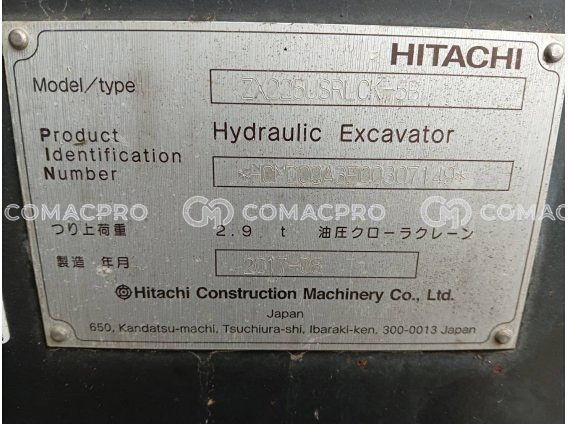 HITACHI
Model/type ZX225USRLCK-5B
Product Hydraulic Excavator
Identification
Number
COMACPRO COMACPRO COMACPRO
つり上荷重 2.9 t 油圧クローラクレーン
製造 年月
Hitachi Construction Machinery Co., Ltd.
Japan
650, Kandatsu-machi, Tsuchiura-shi, Ibaraki-ken, 300-0013 Japan